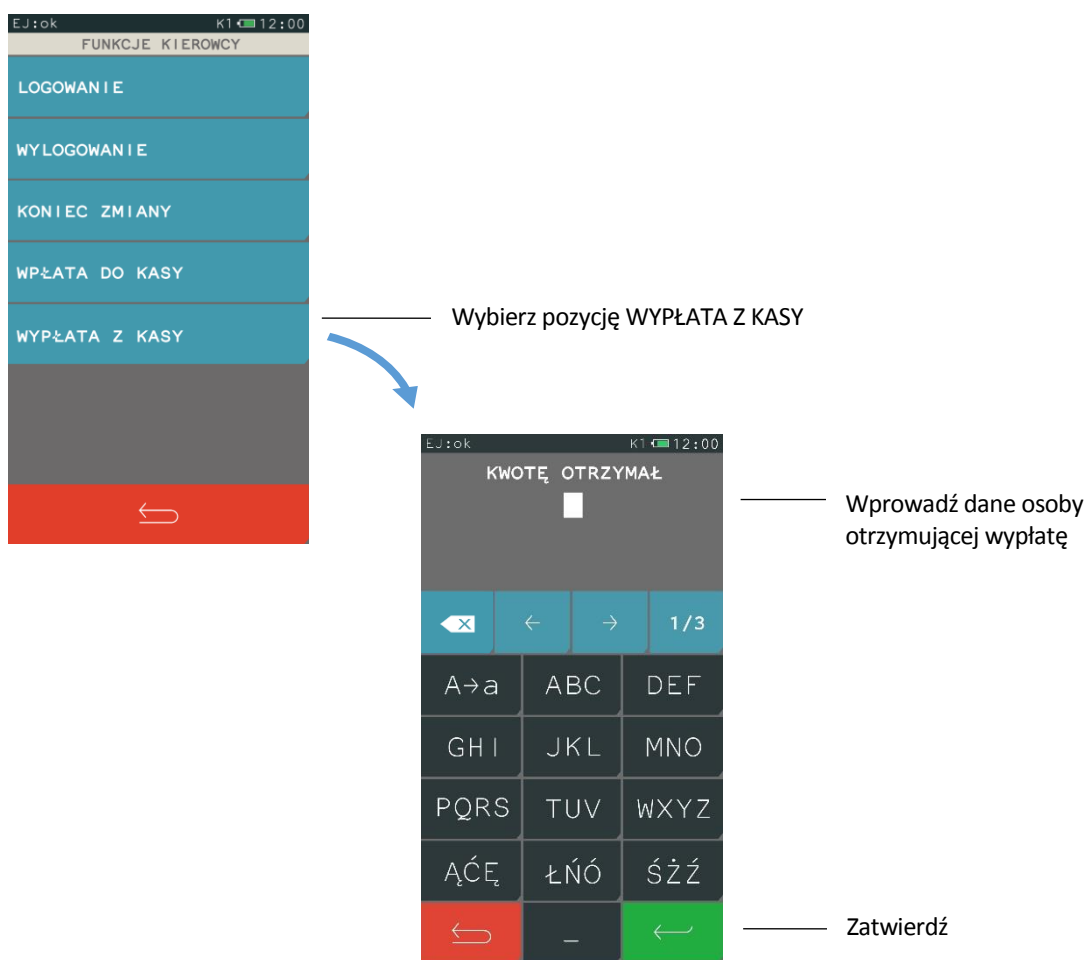 EJ:ok K1 12:00
FUNKCJE KIEROWCY
LOGOWANIE
WYLOGOWANIE
KONIEC ZMIANY
WPŁATA DO KASY
WYPŁATA Z KASY
Wybierz pozycję WYPŁATA Z KASY
EJ:ok K1 12:00
KWOTĘ OTRZYMAŁ
Wprowadź dane osoby
otrzymującej wypłatę
← → 1/3
A→a ABC DEF
GHI JKL MNO
PQRS TUV WXYZ
ĄĆĘ ŁŃÓ ŚŻŹ
_
Zatwierdź